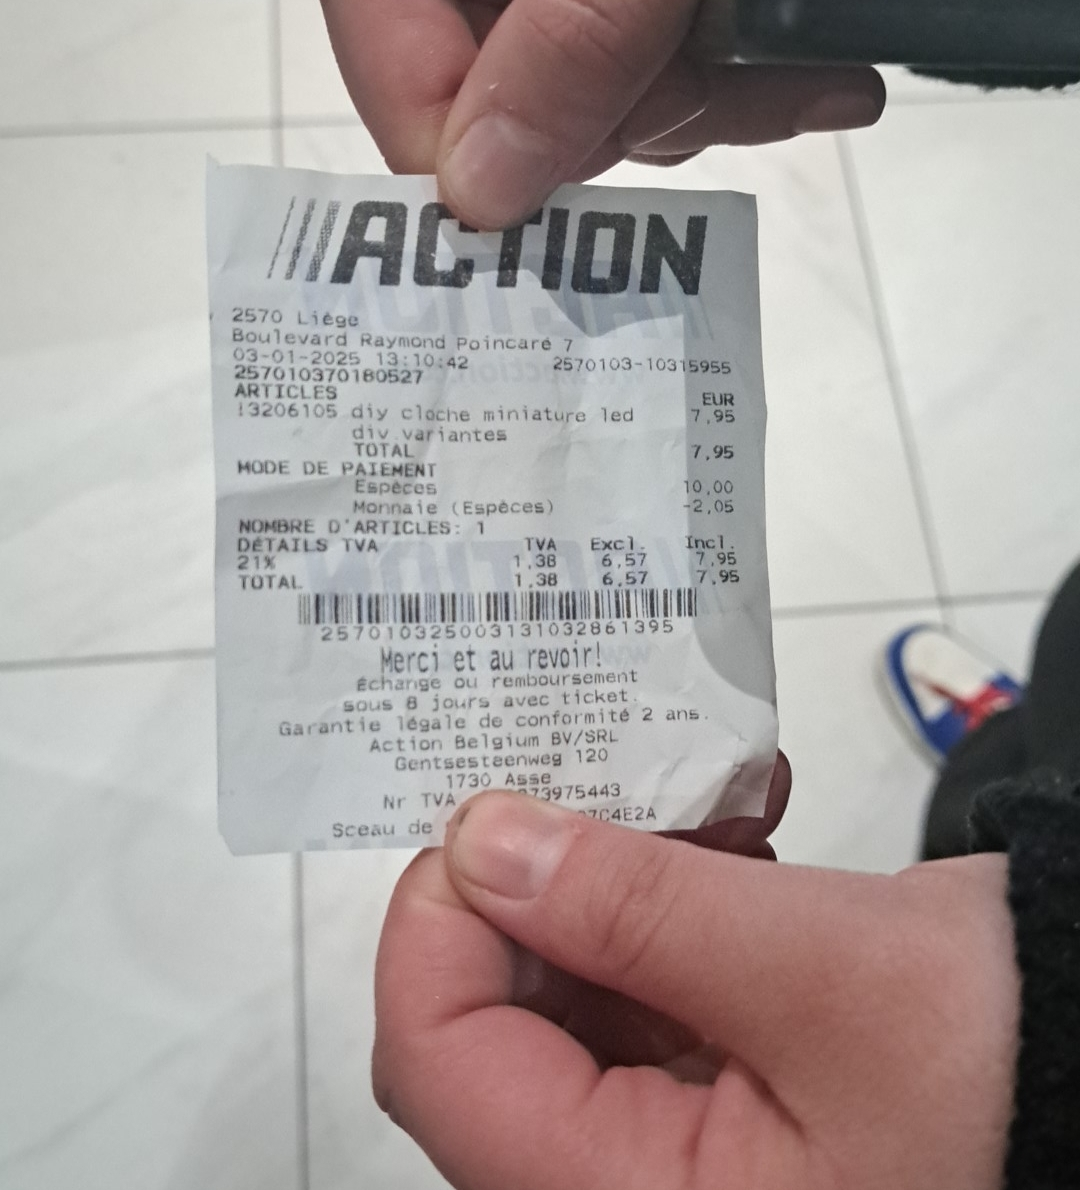 ACTION
2570 Liège
Boulevard Raymond Poincaré 7
03-01-2025 13:10:42 2570103-10315955
257010370180527
ARTICLES EUR
!3206105 diy cloche miniature led 7,95
div.variantes
TOTAL 7,95
MODE DE PAIEMENT
Espèces 10,00
Monnaie (Espèces) -2,05
NOMBRE D'ARTICLES: 1
DÉTAILS TVA TVA Excl. Incl.
21% 1,38 6,57 7,95
TOTAL 1,38 6,57 7,95
257010325003131032861395
Merci et au revoir!
Échange ou remboursement
sous 8 jours avec ticket.
Garantie légale de conformité 2 ans.
Action Belgium BV/SRL
Gentsesteenweg 120
1730 Asse
Nr TVA 73975443
Sceau de 7C4E2A